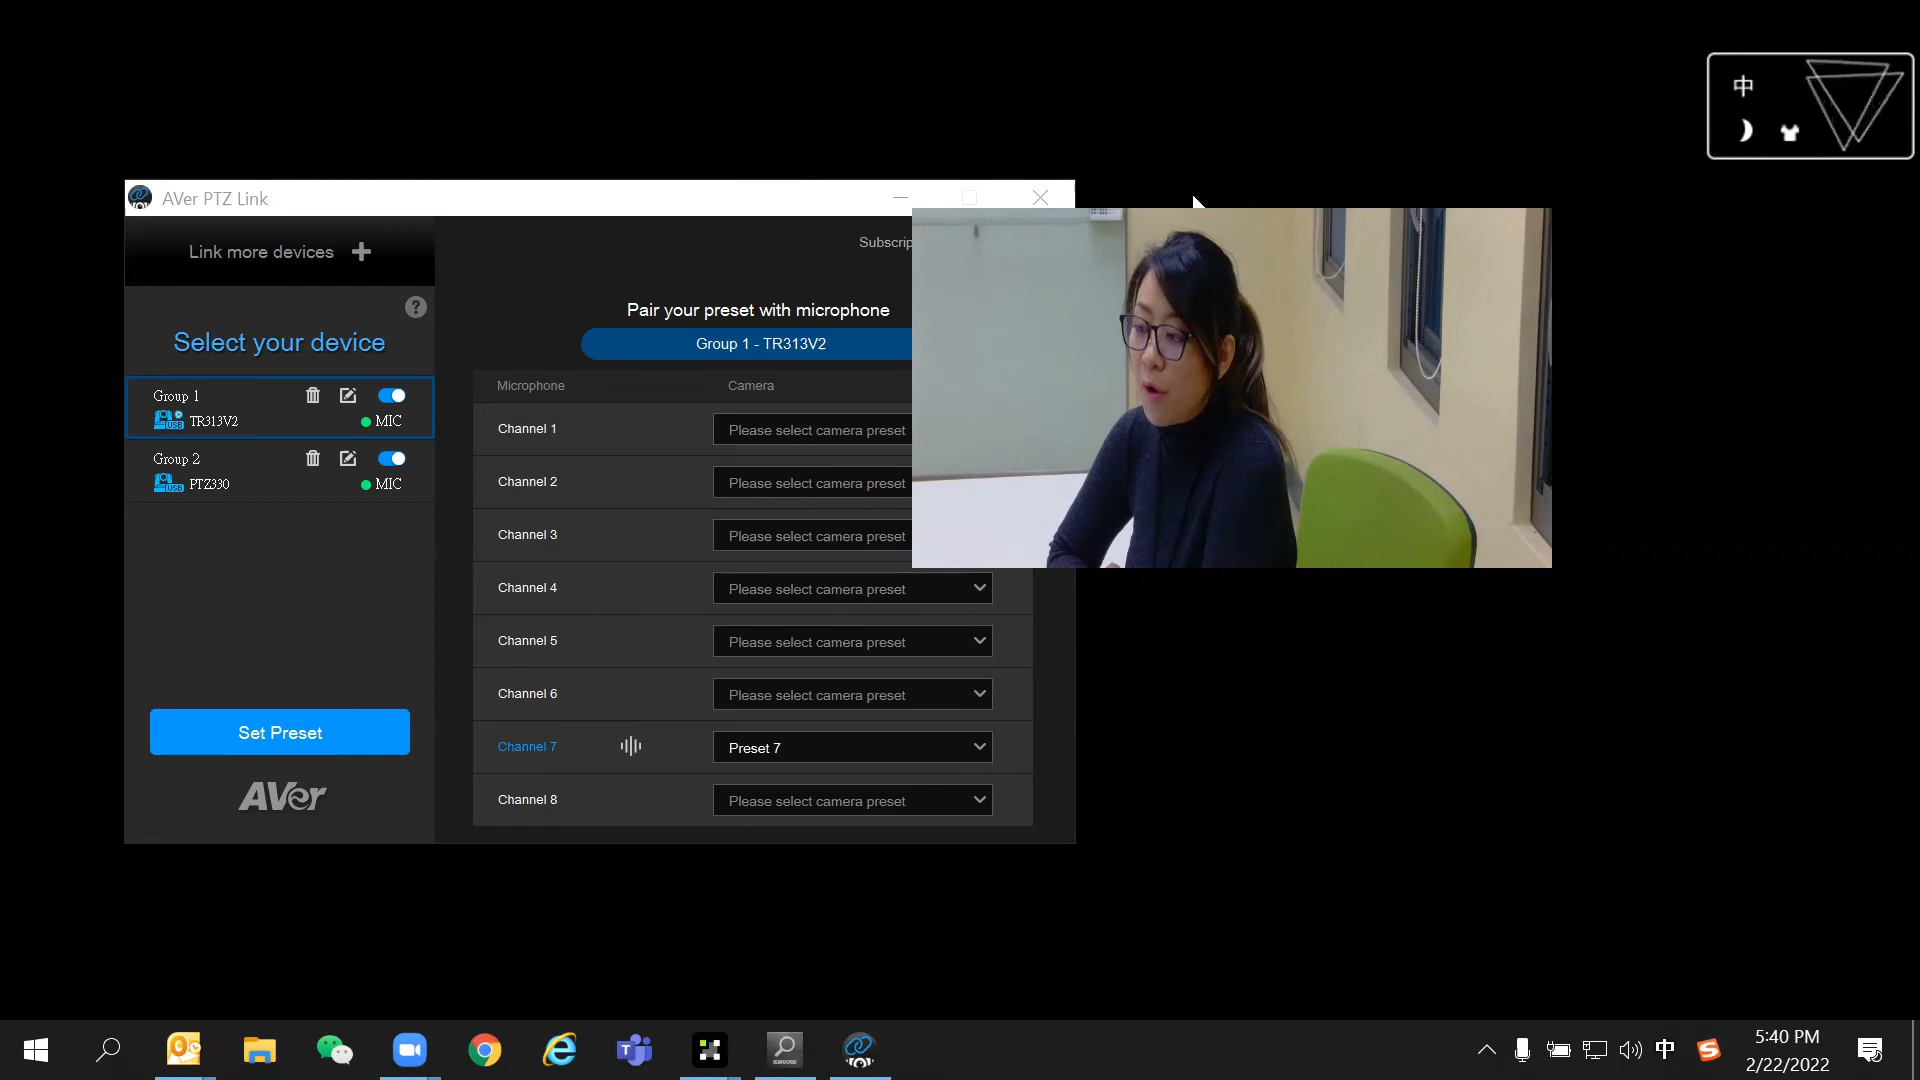 中
AVer PTZ Link
Link more devices
Subscrip
?
Pair your preset with microphone
Select your device
Group 1 - TR313V2
Microphone
Camera
Group 1
TR313V2
MIC
Group 2
PTZ330
MIC
Channel 1
Please select camera preset
Channel 2
Please select camera preset
Channel 3
Please select camera preset
Channel 4
Please select camera preset
Channel 5
Please select camera preset
Channel 6
Please select camera preset
Channel 7
Preset 7
Channel 8
Please select camera preset
Set Preset
AVer
SHURE
中
5:40 PM
2/22/2022